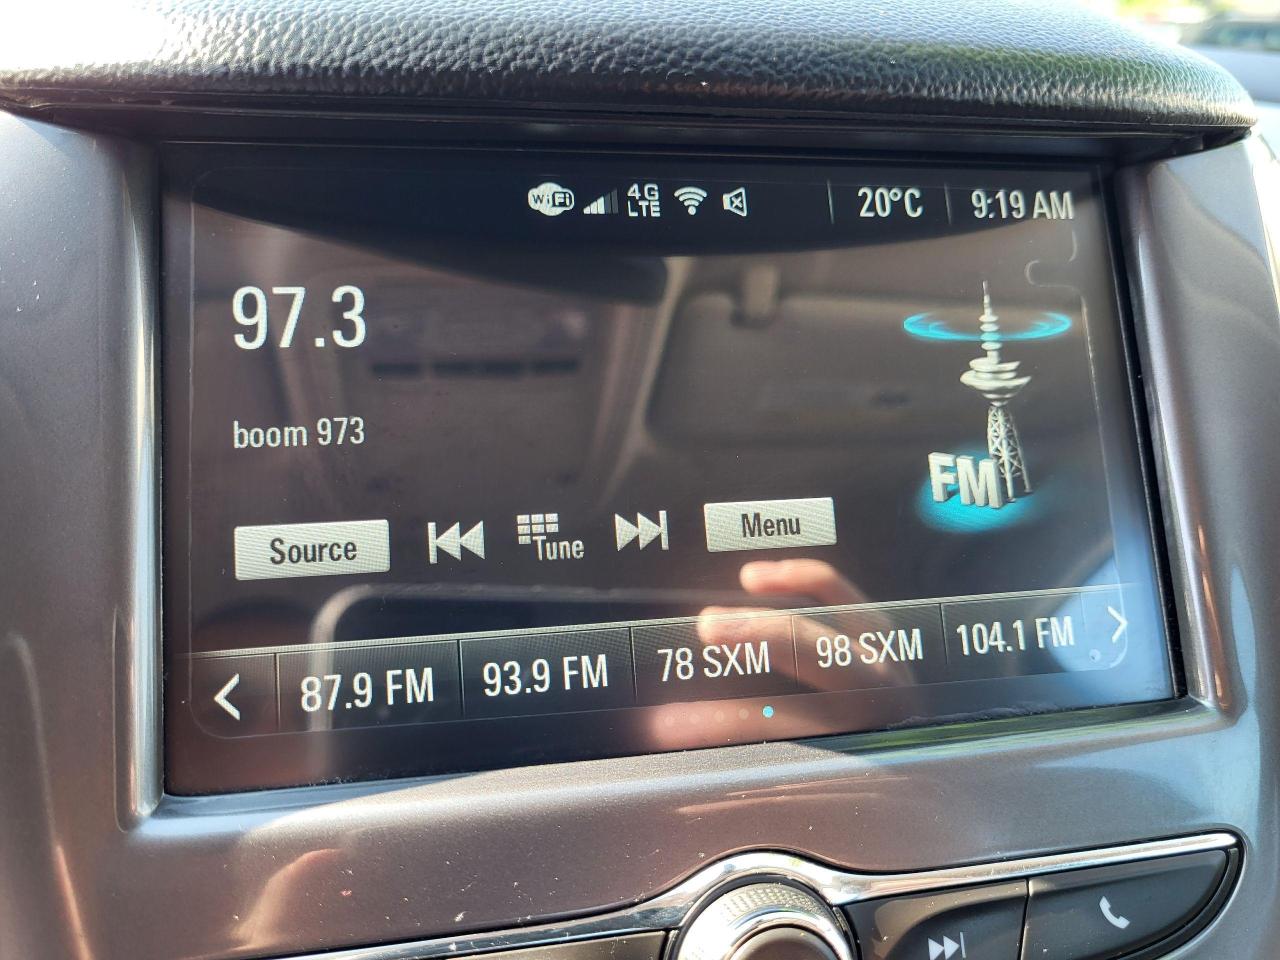 WiFi 4G LTE 20°C 9:19 AM
97.3
boom 973
FM
Source Tune Menu
87.9 FM 93.9 FM 78 SXM 98 SXM 104.1 FM